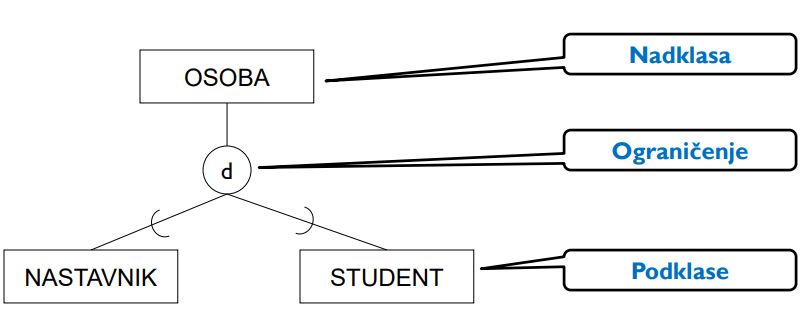 Nadklasa
OSOBA
Ograničenje
d
NASTAVNIK
STUDENT
Podklase